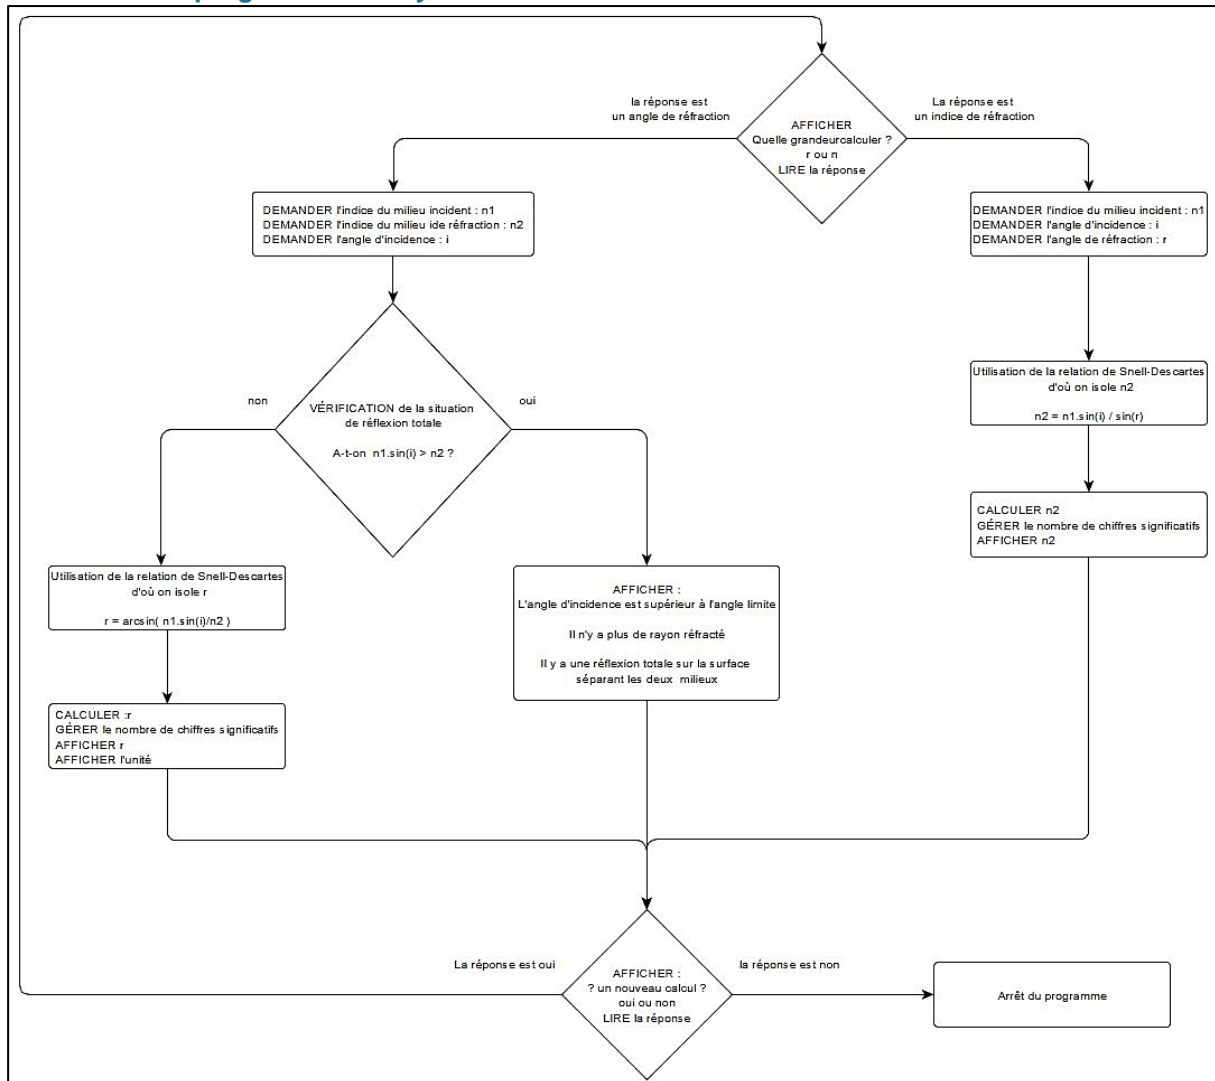 la réponse est
un angle de réfraction
La réponse est
un indice de réfraction
AFFICHER
Quelle grandeurcalculer ?
r ou n
LIRE la réponse
DEMANDER l'indice du milieu incident : n1
DEMANDER l'indice du milieu ide réfraction : n2
DEMANDER l'angle d'incidence : i
DEMANDER l'indice du milieu incident : n1
DEMANDER l'angle d'incidence : i
DEMANDER l'angle de réfraction : r
non
VÉRIFICATION de la situation
de réflexion totale
A-t-on n1.sin(i) > n2 ?
oui
Utilisation de la relation de Snell-Descartes
d'où on isole n2
n2 = n1.sin(i) / sin(r)
CALCULER n2
GÉRER le nombre de chiffres significatifs
AFFICHER n2
Utilisation de la relation de Snell-Descartes
d'où on isole r
r = arcsin( n1.sin(i)/n2 )
AFFICHER :
L'angle d'incidence est supérieur à l'angle limite
Il n'y a plus de rayon réfracté
Il y a une réflexion totale sur la surface
séparant les deux milieux
CALCULER :r
GÉRER le nombre de chiffres significatifs
AFFICHER r
AFFICHER l'unité
La réponse est oui
AFFICHER :
? un nouveau calcul ?
oui ou non
LIRE la réponse
la réponse est non
Arrêt du programme